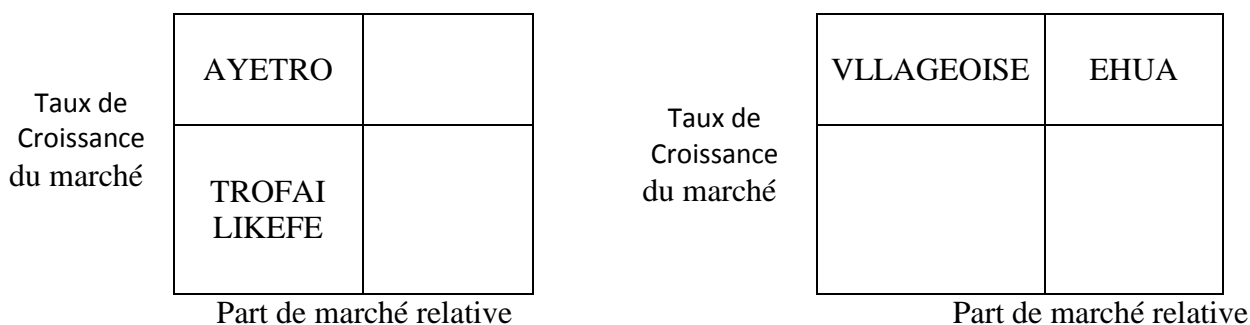 Taux de
Croissance
du marché
AYETRO
TROFAI
LIKEFE
Part de marché relative
Taux de
Croissance
du marché
VLLAGEOISE
EHUA
Part de marché relative